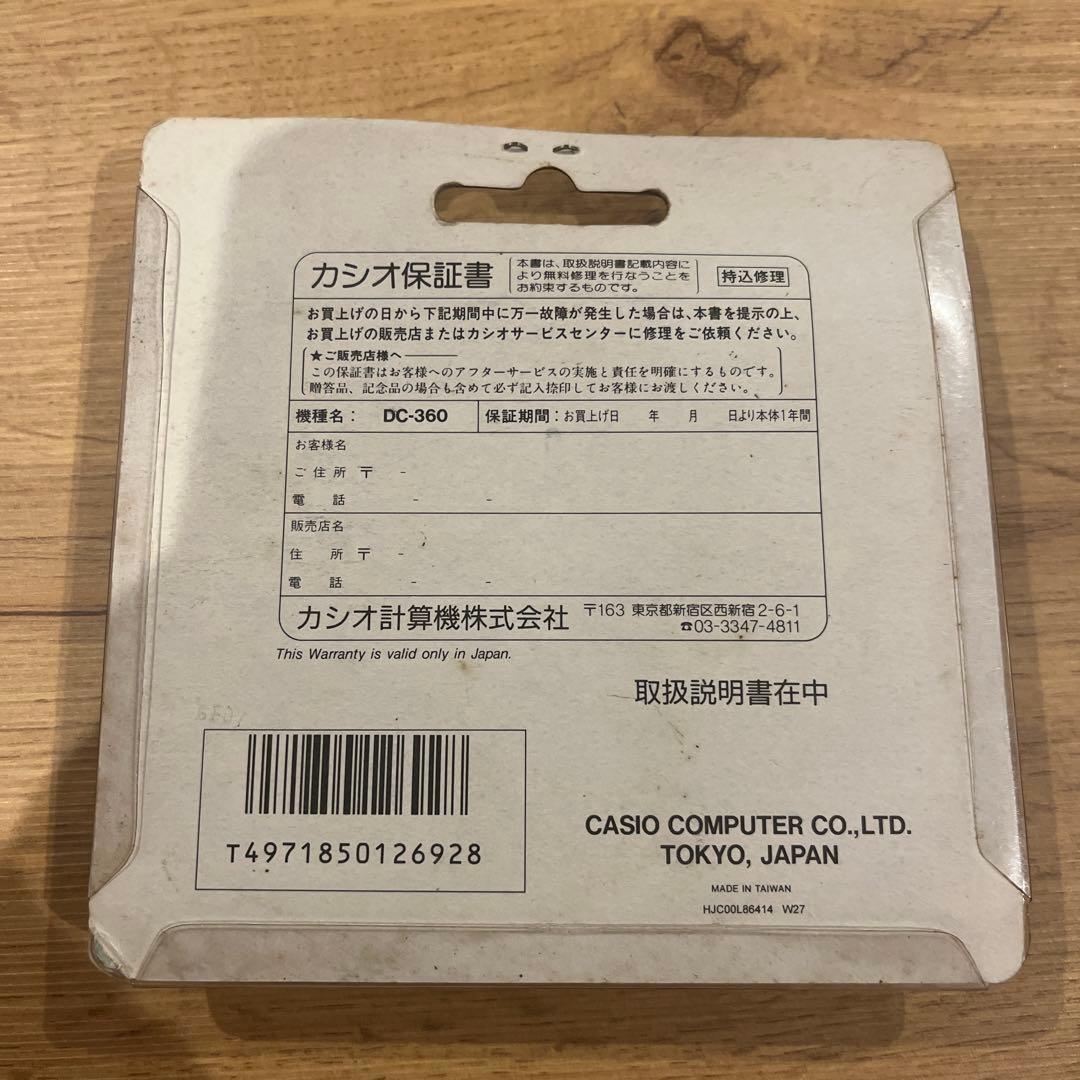 カシオ保証書
本書は、取扱説明書記載内容に
より無料修理を行なうことを
お約束するものです。
持込修理
お買上げの日から下記期間中に万一故障が発生した場合は、本書を提示の上、
お買上げの販売店またはカシオサービスセンターに修理をご依頼ください。
★ご販売店様へ
この保証書はお客様へのアフターサービスの実施と責任を明確にするものです。
贈答品、記念品の場合も含めて必ず記入捺印してお客様にお渡しください。
機種名： DC-360 保証期間：お買上げ日 年 月 日より本体1年間
お客様名
ご住所 〒 -
電 話 - -
販売店名
住 所 〒 -
電 話 - -
カシオ計算機株式会社 〒163 東京都新宿区西新宿2-6-1
☎03-3347-4811
This Warranty is valid only in Japan.
取扱説明書在中
T4971850126928
CASIO COMPUTER CO.,LTD.
TOKYO, JAPAN
MADE IN TAIWAN
HJC00L86414 W27